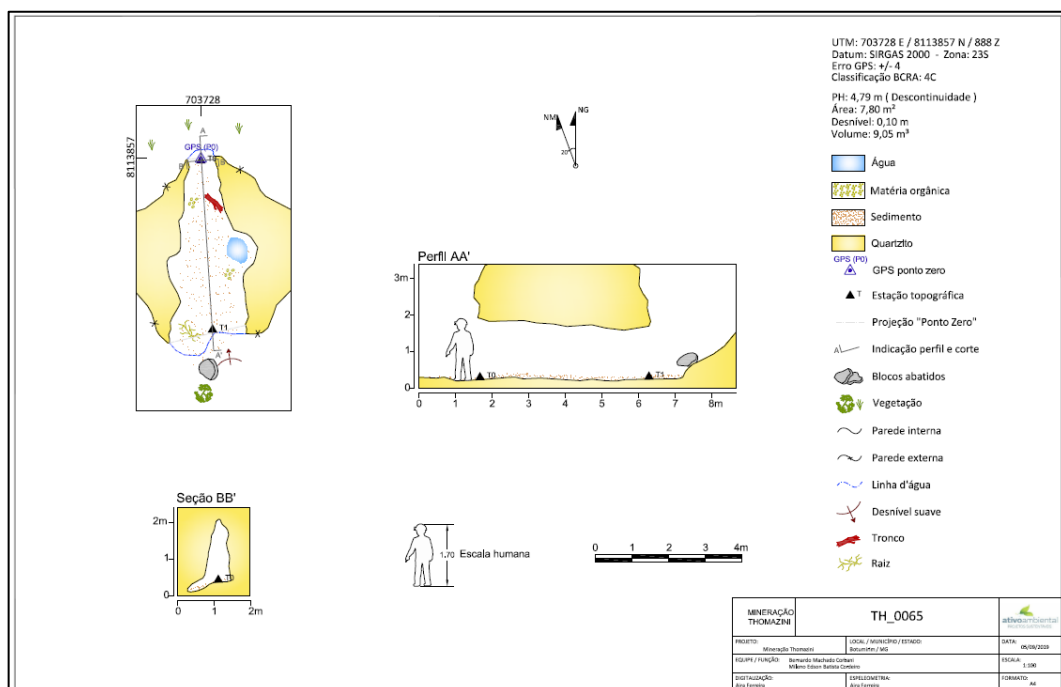 UTM: 703728 E / 8113857 N / 888 Z
Datum: SIRGAS 2000 - Zona: 23S
Erro GPS: +/- 4
Classificação BCRA: 4C
PH: 4,79 m ( Descontinuidade )
Área: 7,80 m²
Desnível: 0,10 m
Volume: 9,05 m³
703728
8113857
A
GPS (P0)
T0
B
B'
T1
A'
NM
NG
20°
Água
Matéria orgânica
Sedimento
Quartzito
GPS (P0)
GPS ponto zero
T
Estação topográfica
Projeção "Ponto Zero"
A
Indicação perfil e corte
Blocos abatidos
Vegetação
Parede interna
Parede externa
Linha d'água
Desnível suave
Tronco
Raiz
Perfil AA'
3m
2
1
0
T0
T1
0 1 2 3 4 5 6 7 8m
Seção BB'
2m
1
0
0 1 2m
1.70
Escala humana
0 1 2 3 4m
MINERAÇÃO
THOMAZINI
TH_0065
ativoambiental
PROJETO:
Mineração Thomazini
LOCAL / MUNICÍPIO / ESTADO:
Botumirim / MG
DATA:
05/09/2019
EQUIPE / FUNÇÃO:
Bernardo Machado Corbani
Milleno Edson Batista Cordeiro
ESCALA:
1:100
DIGITALIZAÇÃO:
ESPELEOMETRIA:
FORMATO:
A4